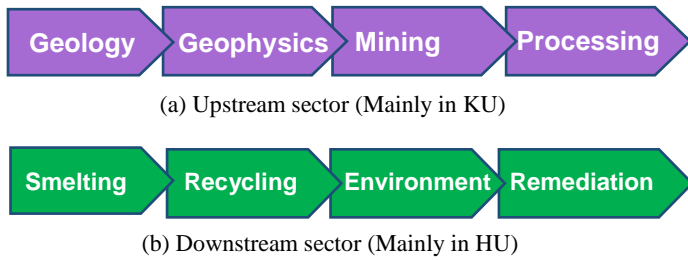 Geology Geophysics Mining Processing
(a) Upstream sector (Mainly in KU)
Smelting Recycling Environment Remediation
(b) Downstream sector (Mainly in HU)